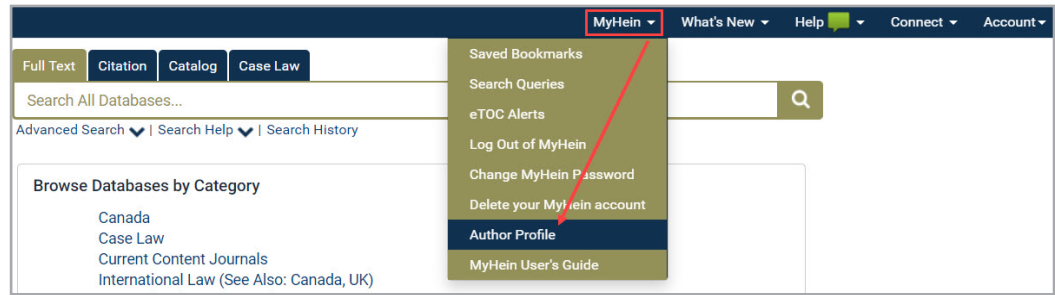 MyHein What's New Help Connect Account
Full Text Citation Catalog Case Law
Search All Databases...
Advanced Search | Search Help | Search History
Saved Bookmarks
Search Queries
eTOC Alerts
Log Out of MyHein
Change MyHein Password
Delete your MyHein account
Author Profile
MyHein User's Guide
Browse Databases by Category
Canada
Case Law
Current Content Journals
International Law (See Also: Canada, UK)